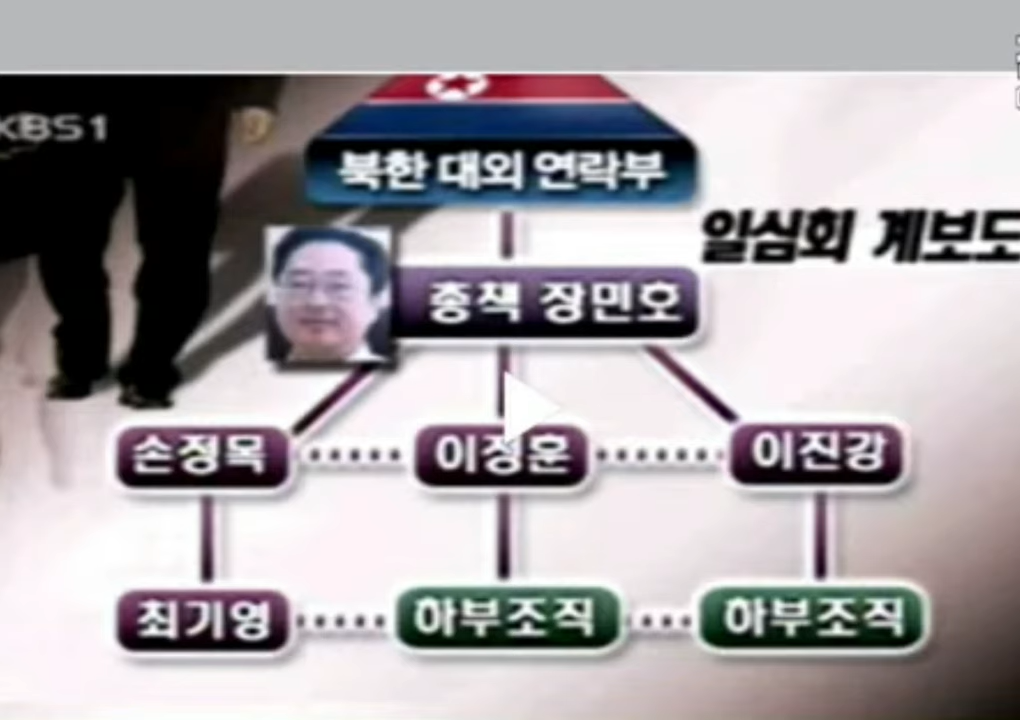 KBS1
북한 대외 연락부
일심회 계보도
총책 장민호
손정목 이정훈 이진강
최기영 하부조직 하부조직